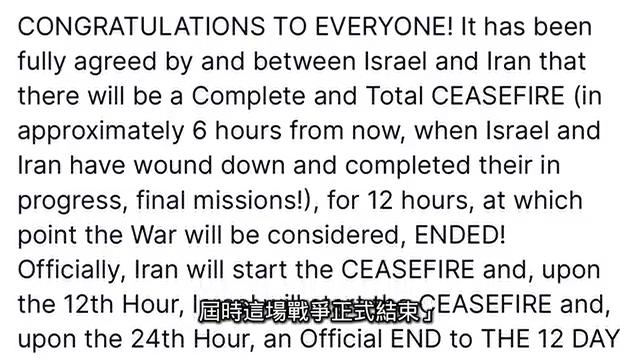 CONGRATULATIONS TO EVERYONE! It has been
fully agreed by and between Israel and Iran that
there will be a Complete and Total CEASEFIRE (in
approximately 6 hours from now, when Israel and
Iran have wound down and completed their in
progress, final missions!), for 12 hours, at which
point the War will be considered, ENDED!
Officially, Iran will start the CEASEFIRE and, upon
the 12th Hour, CEASEFIRE and,
屆時這場戰爭正式結束」
upon the 24th Hour, an Official END to THE 12 DAY